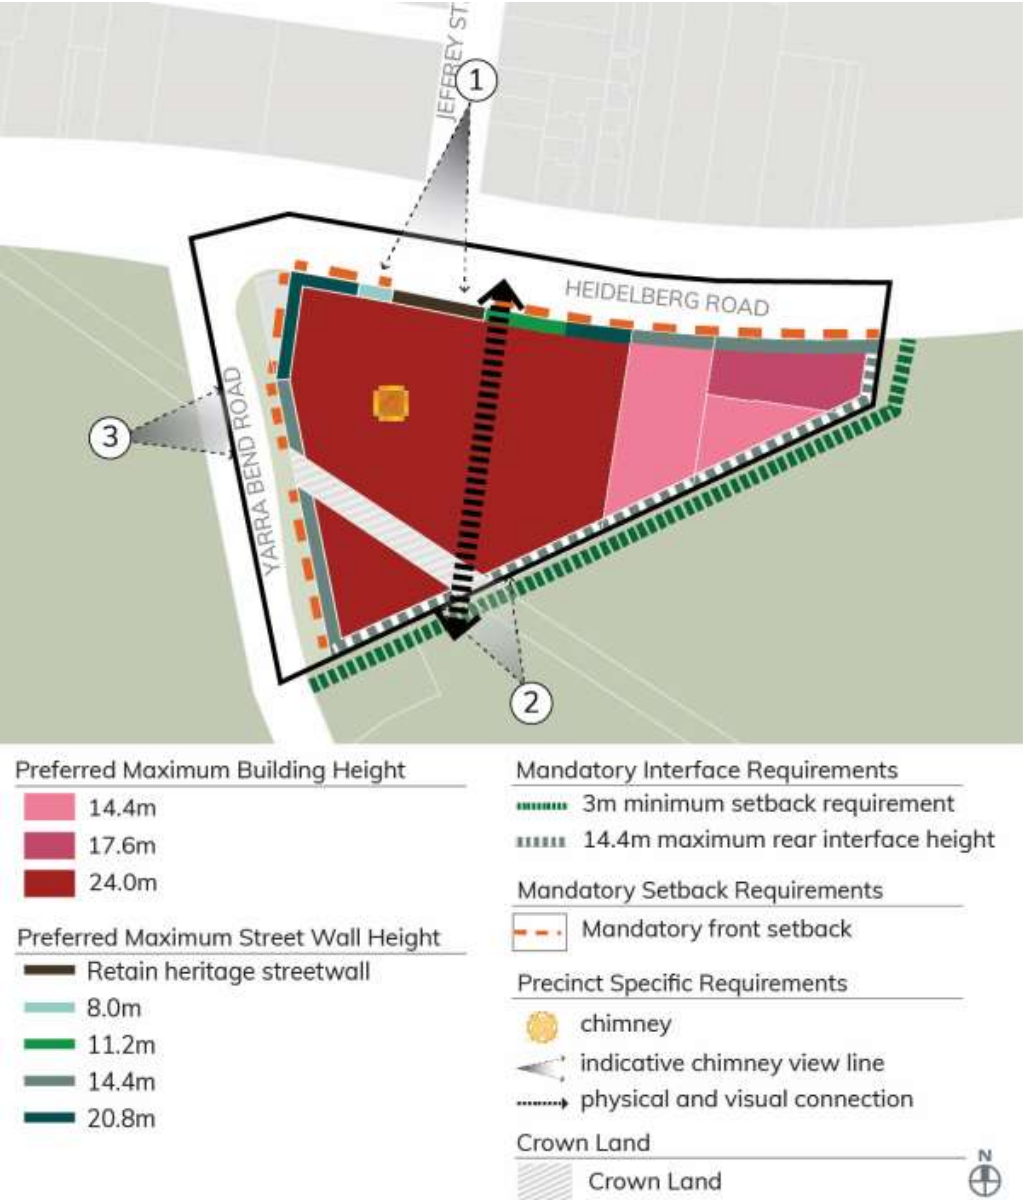 JEFFREY ST.
1
HEIDELBERG ROAD
3
YARRA BEND ROAD
2
Preferred Maximum Building Height
14.4m
17.6m
24.0m
Preferred Maximum Street Wall Height
Retain heritage streetwall
8.0m
11.2m
14.4m
20.8m
Mandatory Interface Requirements
3m minimum setback requirement
14.4m maximum rear interface height
Mandatory Setback Requirements
Mandatory front setback
Precinct Specific Requirements
chimney
indicative chimney view line
physical and visual connection
Crown Land
Crown Land
N